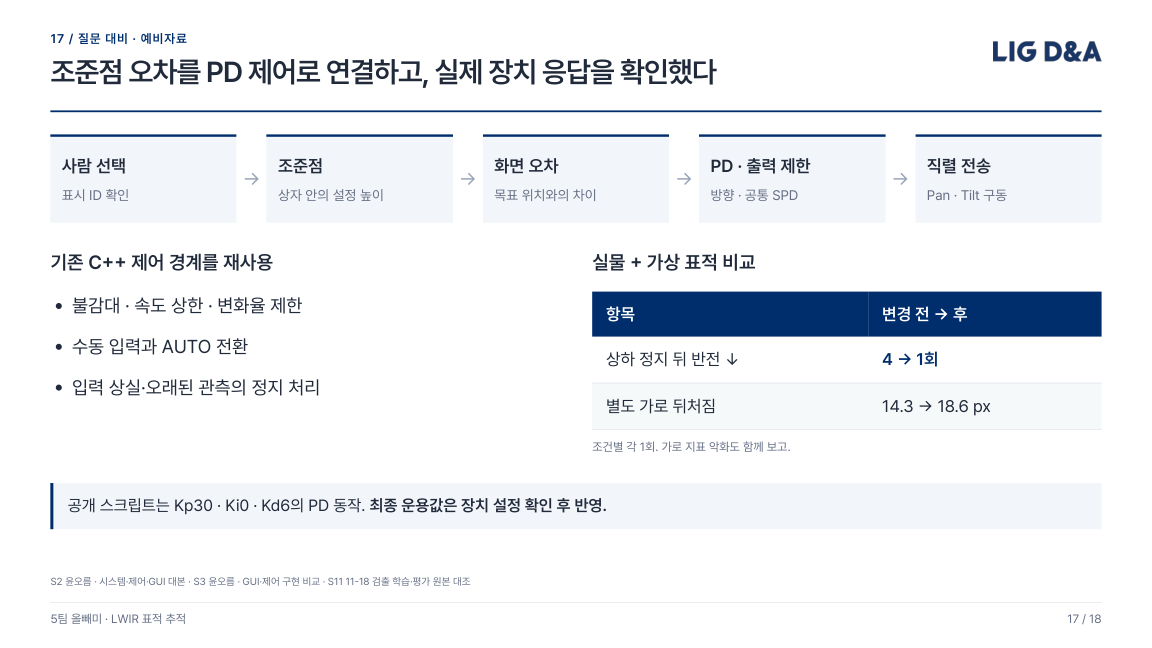 17 / 질문 대비 · 예비자료
조준점 오차를 PD 제어로 연결하고, 실제 장치 응답을 확인했다
LIG D&A
사람 선택
표시 ID 확인
→
조준점
상자 안의 설정 높이
→
화면 오차
목표 위치와의 차이
→
PD · 출력 제한
방향 · 공통 SPD
→
직렬 전송
Pan · Tilt 구동
기존 C++ 제어 경계를 재사용
• 불감대 · 속도 상한 · 변화율 제한
• 수동 입력과 AUTO 전환
• 입력 상실·오래된 관측의 정지 처리
실물 + 가상 표적 비교
항목 변경 전 → 후
상하 정지 뒤 반전 ↓ 4 → 1회
별도 가로 뒤처짐 14.3 → 18.6 px
조건별 각 1회. 가로 지표 악화도 함께 보고.
공개 스크립트는 Kp30 · Ki0 · Kd6의 PD 동작. 최종 운용값은 장치 설정 확인 후 반영.
S2 윤오름 · 시스템·제어·GUI 대본 · S3 윤오름 · GUI·제어 구현 비교 · S11 11-18 검출 학습·평가 원본 대조
5팀 올빼미 · LWIR 표적 추적
17 / 18